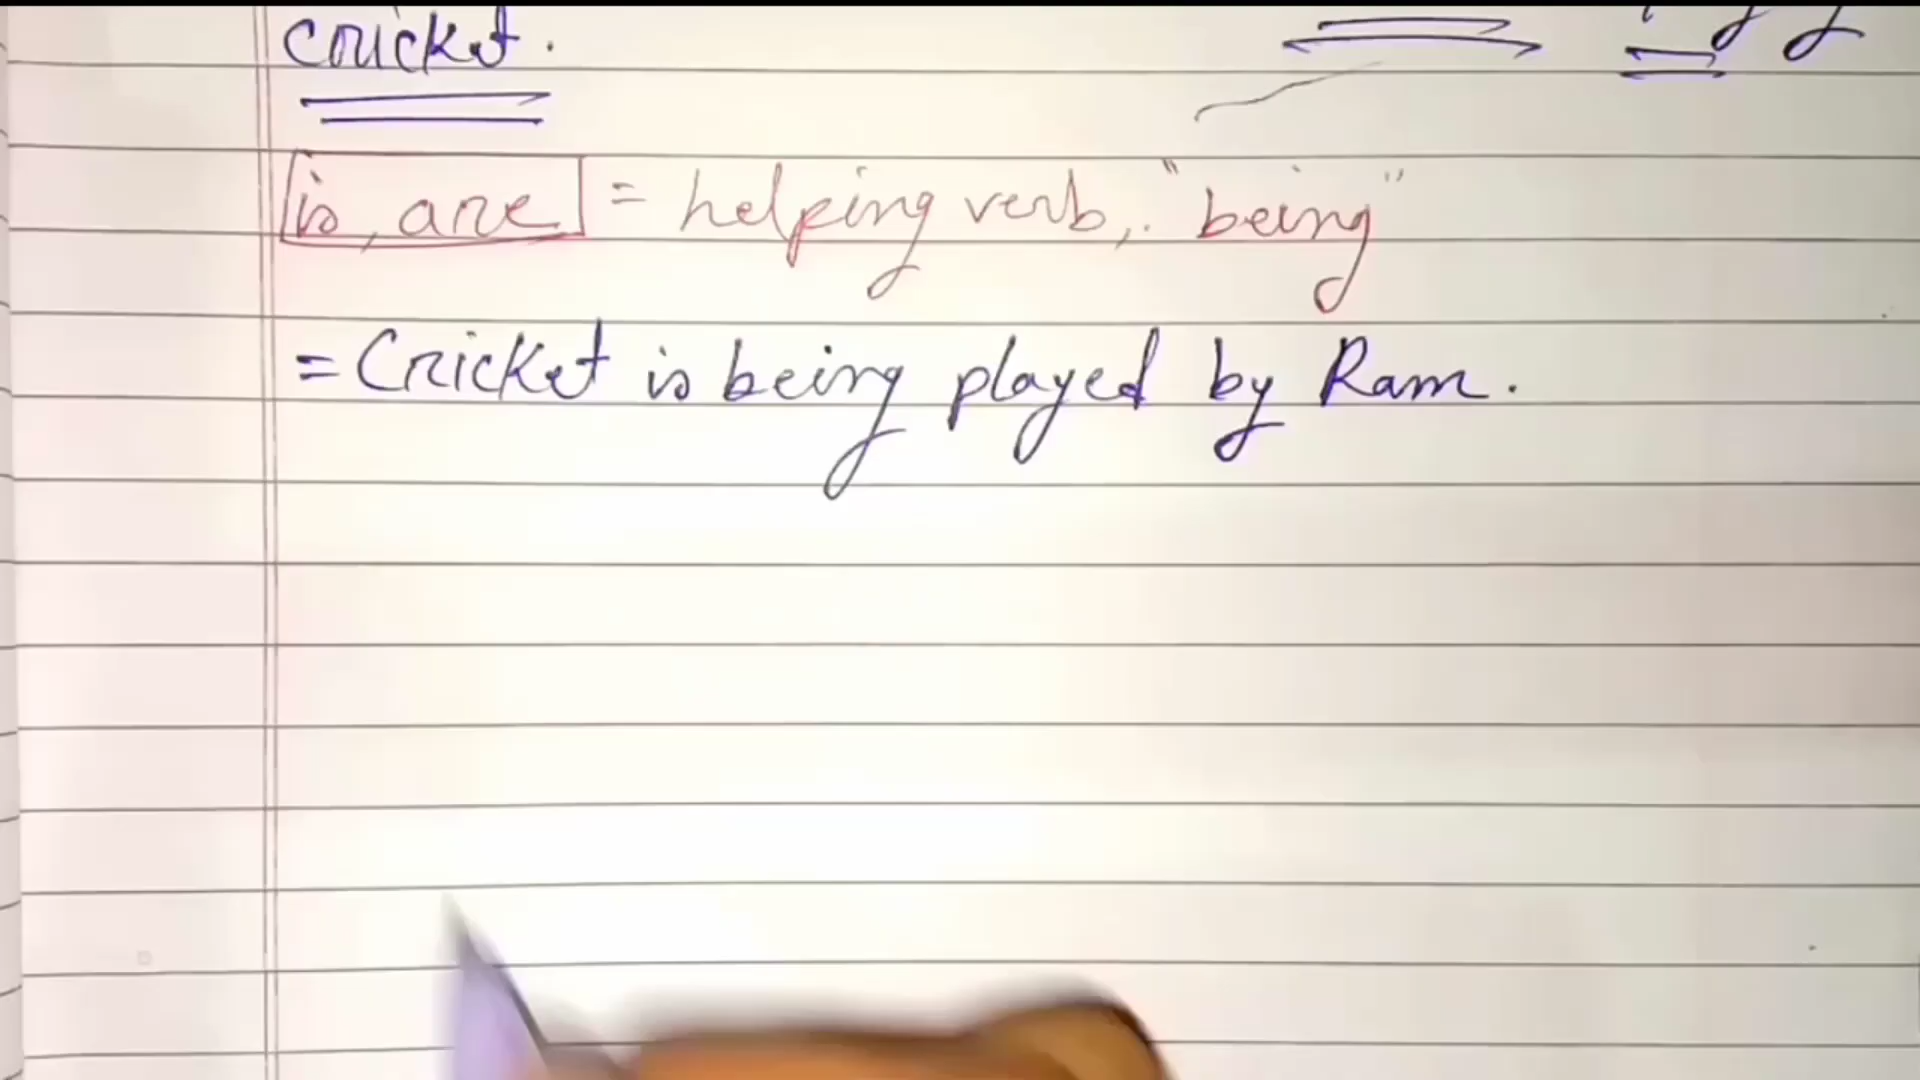 cricket.
is, are = helping verb, "being"
= Cricket is being played by Ram.